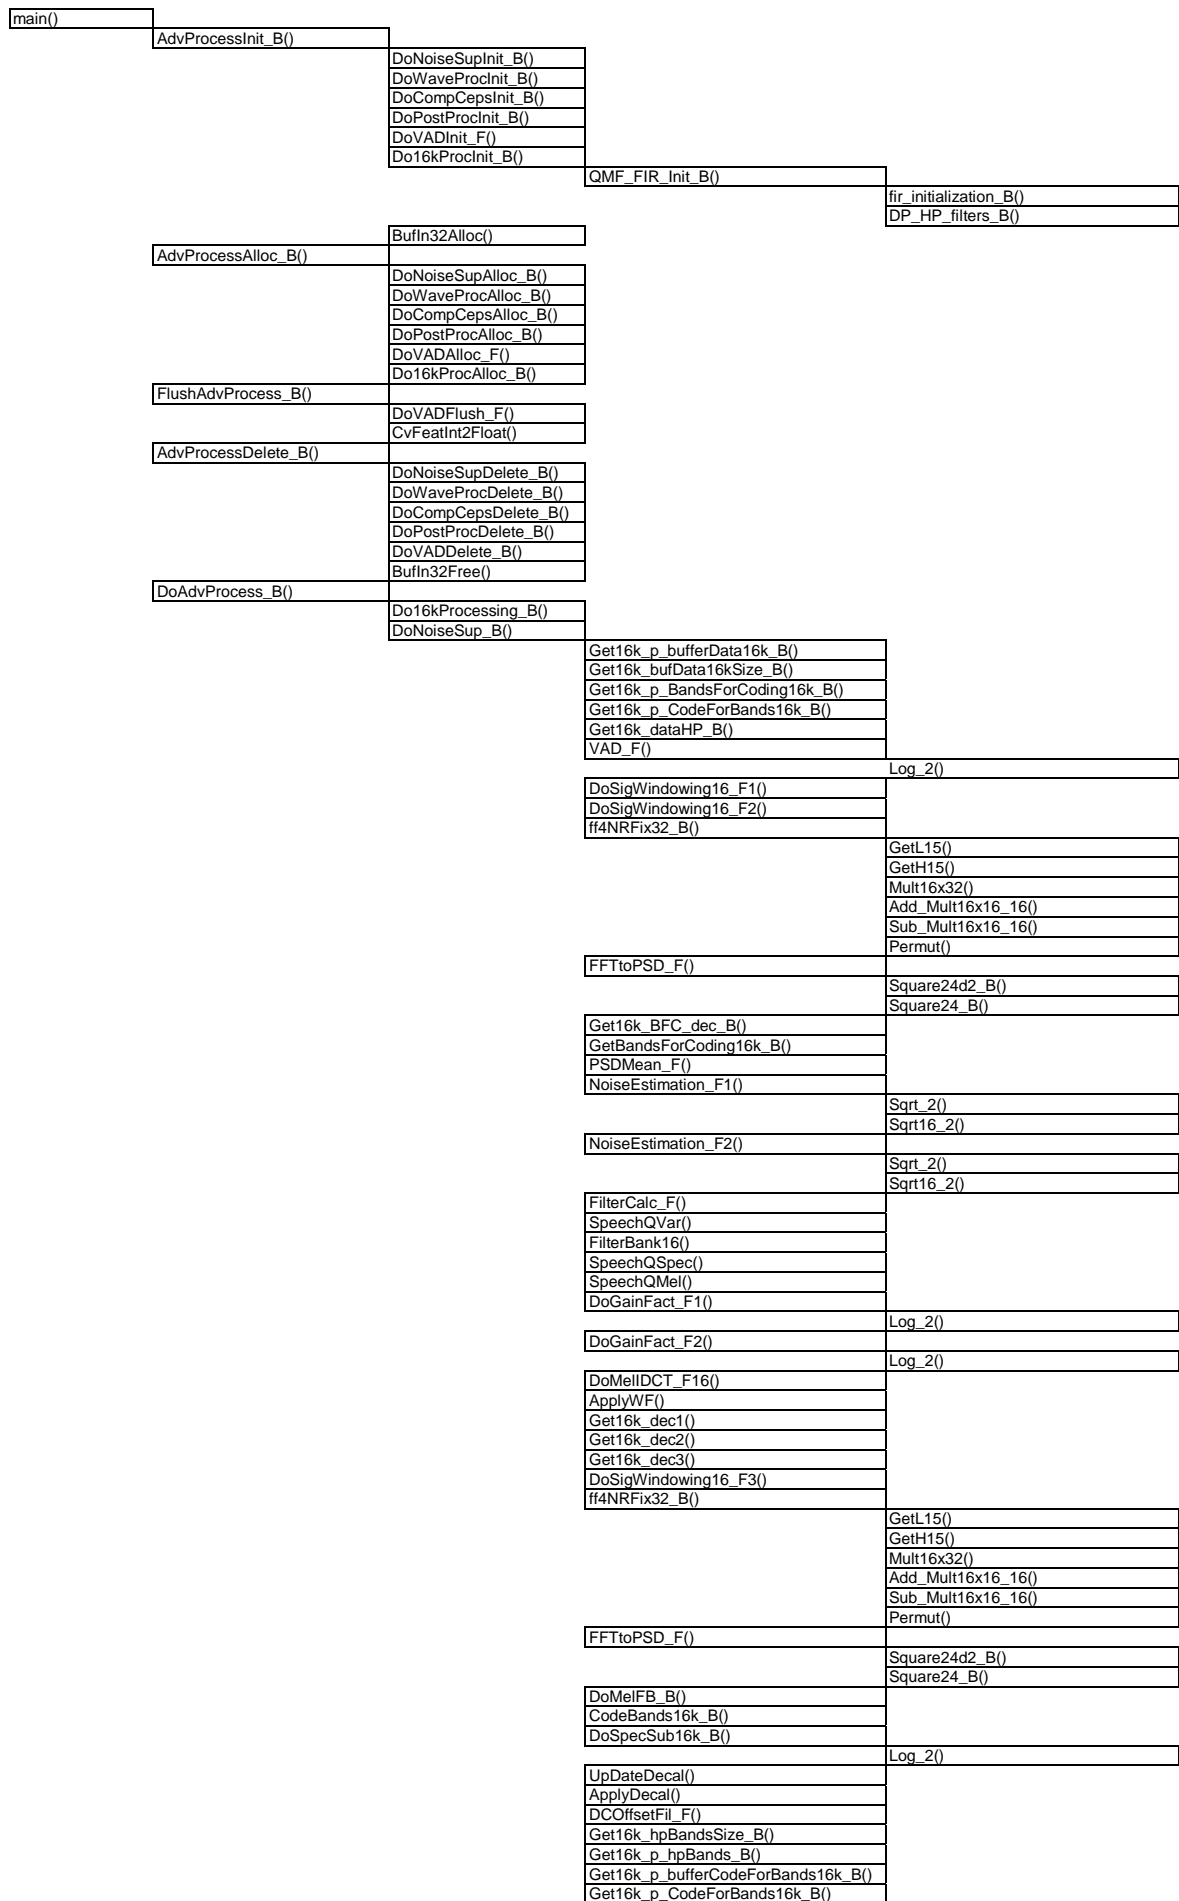 main()
AdvProcessInit_B()
DoNoiseSupInit_B()
DoWaveProcInit_B()
DoCompCepsInit_B()
DoPostProcInit_B()
DoVADInit_F()
Do16kProcInit_B()
QMF_FIR_Init_B()
fir_initialization_B()
DP_HP_filters_B()
BufIn32Alloc()
AdvProcessAlloc_B()
DoNoiseSupAlloc_B()
DoWaveProcAlloc_B()
DoCompCepsAlloc_B()
DoPostProcAlloc_B()
DoVADAlloc_F()
Do16kProcAlloc_B()
FlushAdvProcess_B()
DoVADFlush_F()
CvFeatInt2Float()
AdvProcessDelete_B()
DoNoiseSupDelete_B()
DoWaveProcDelete_B()
DoCompCepsDelete_B()
DoPostProcDelete_B()
DoVADDelete_B()
BufIn32Free()
DoAdvProcess_B()
Do16kProcessing_B()
DoNoiseSup_B()
Get16k_p_bufferData16k_B()
Get16k_bufData16kSize_B()
Get16k_p_BandsForCoding16k_B()
Get16k_p_CodeForBands16k_B()
Get16k_dataHP_B()
VAD_F()
Log_2()
DoSigWindowing16_F1()
DoSigWindowing16_F2()
ff4NRFix32_B()
GetL15()
GetH15()
Mult16x32()
Add_Mult16x16_16()
Sub_Mult16x16_16()
Permut()
FFTtoPSD_F()
Square24d2_B()
Square24_B()
Get16k_BFC_dec_B()
GetBandsForCoding16k_B()
PSDMean_F()
NoiseEstimation_F1()
Sqrt_2()
Sqrt16_2()
NoiseEstimation_F2()
Sqrt_2()
Sqrt16_2()
FilterCalc_F()
SpeechQVar()
FilterBank16()
SpeechQSpec()
SpeechQMel()
DoGainFact_F1()
Log_2()
DoGainFact_F2()
Log_2()
DoMelIDCT_F16()
ApplyWF()
Get16k_dec1()
Get16k_dec2()
Get16k_dec3()
DoSigWindowing16_F3()
ff4NRFix32_B()
GetL15()
GetH15()
Mult16x32()
Add_Mult16x16_16()
Sub_Mult16x16_16()
Permut()
FFTtoPSD_F()
Square24d2_B()
Square24_B()
DoMelFB_B()
CodeBands16k_B()
DoSpecSub16k_B()
Log_2()
UpDateDecal()
ApplyDecal()
DCOffsetFil_F()
Get16k_hpBandsSize_B()
Get16k_p_hpBands_B()
Get16k_p_bufferCodeForBands16k_B()
Get16k_p_CodeForBands16k_B()